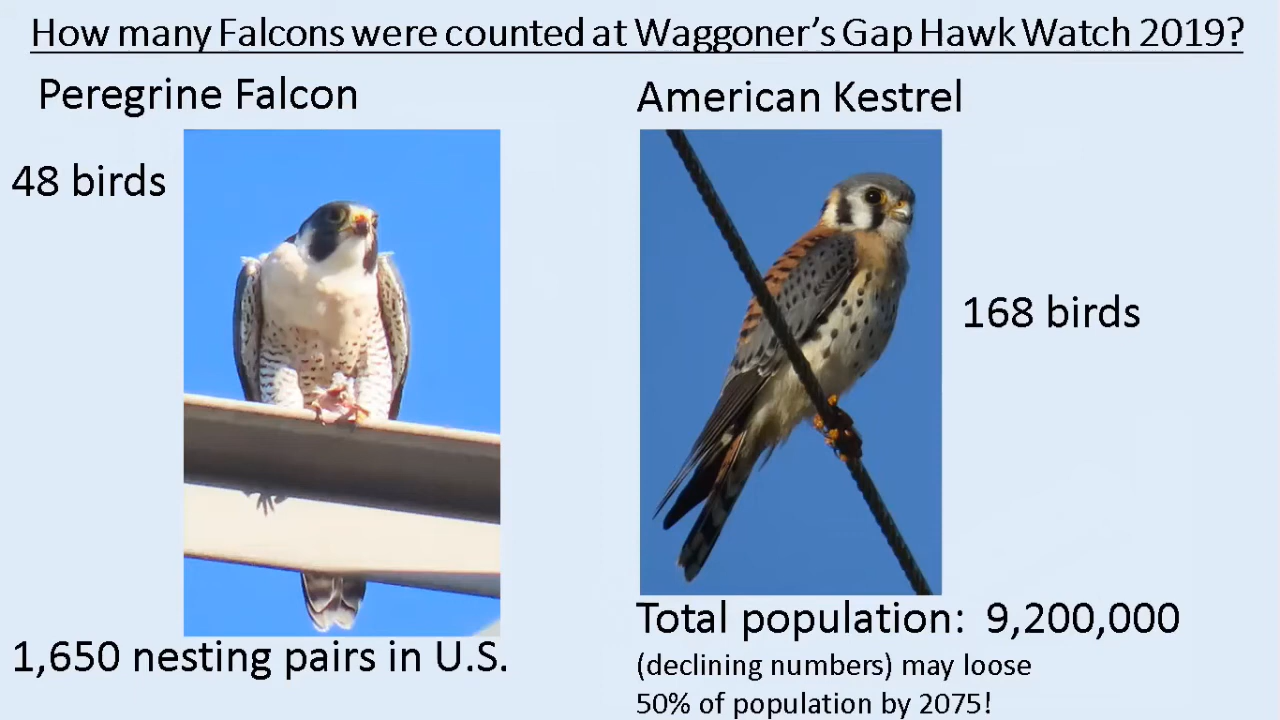 How many Falcons were counted at Waggoner’s Gap Hawk Watch 2019?
Peregrine Falcon
48 birds
1,650 nesting pairs in U.S.
American Kestrel
168 birds
Total population:  9,200,000
(declining numbers) may loose
50% of population by 2075!